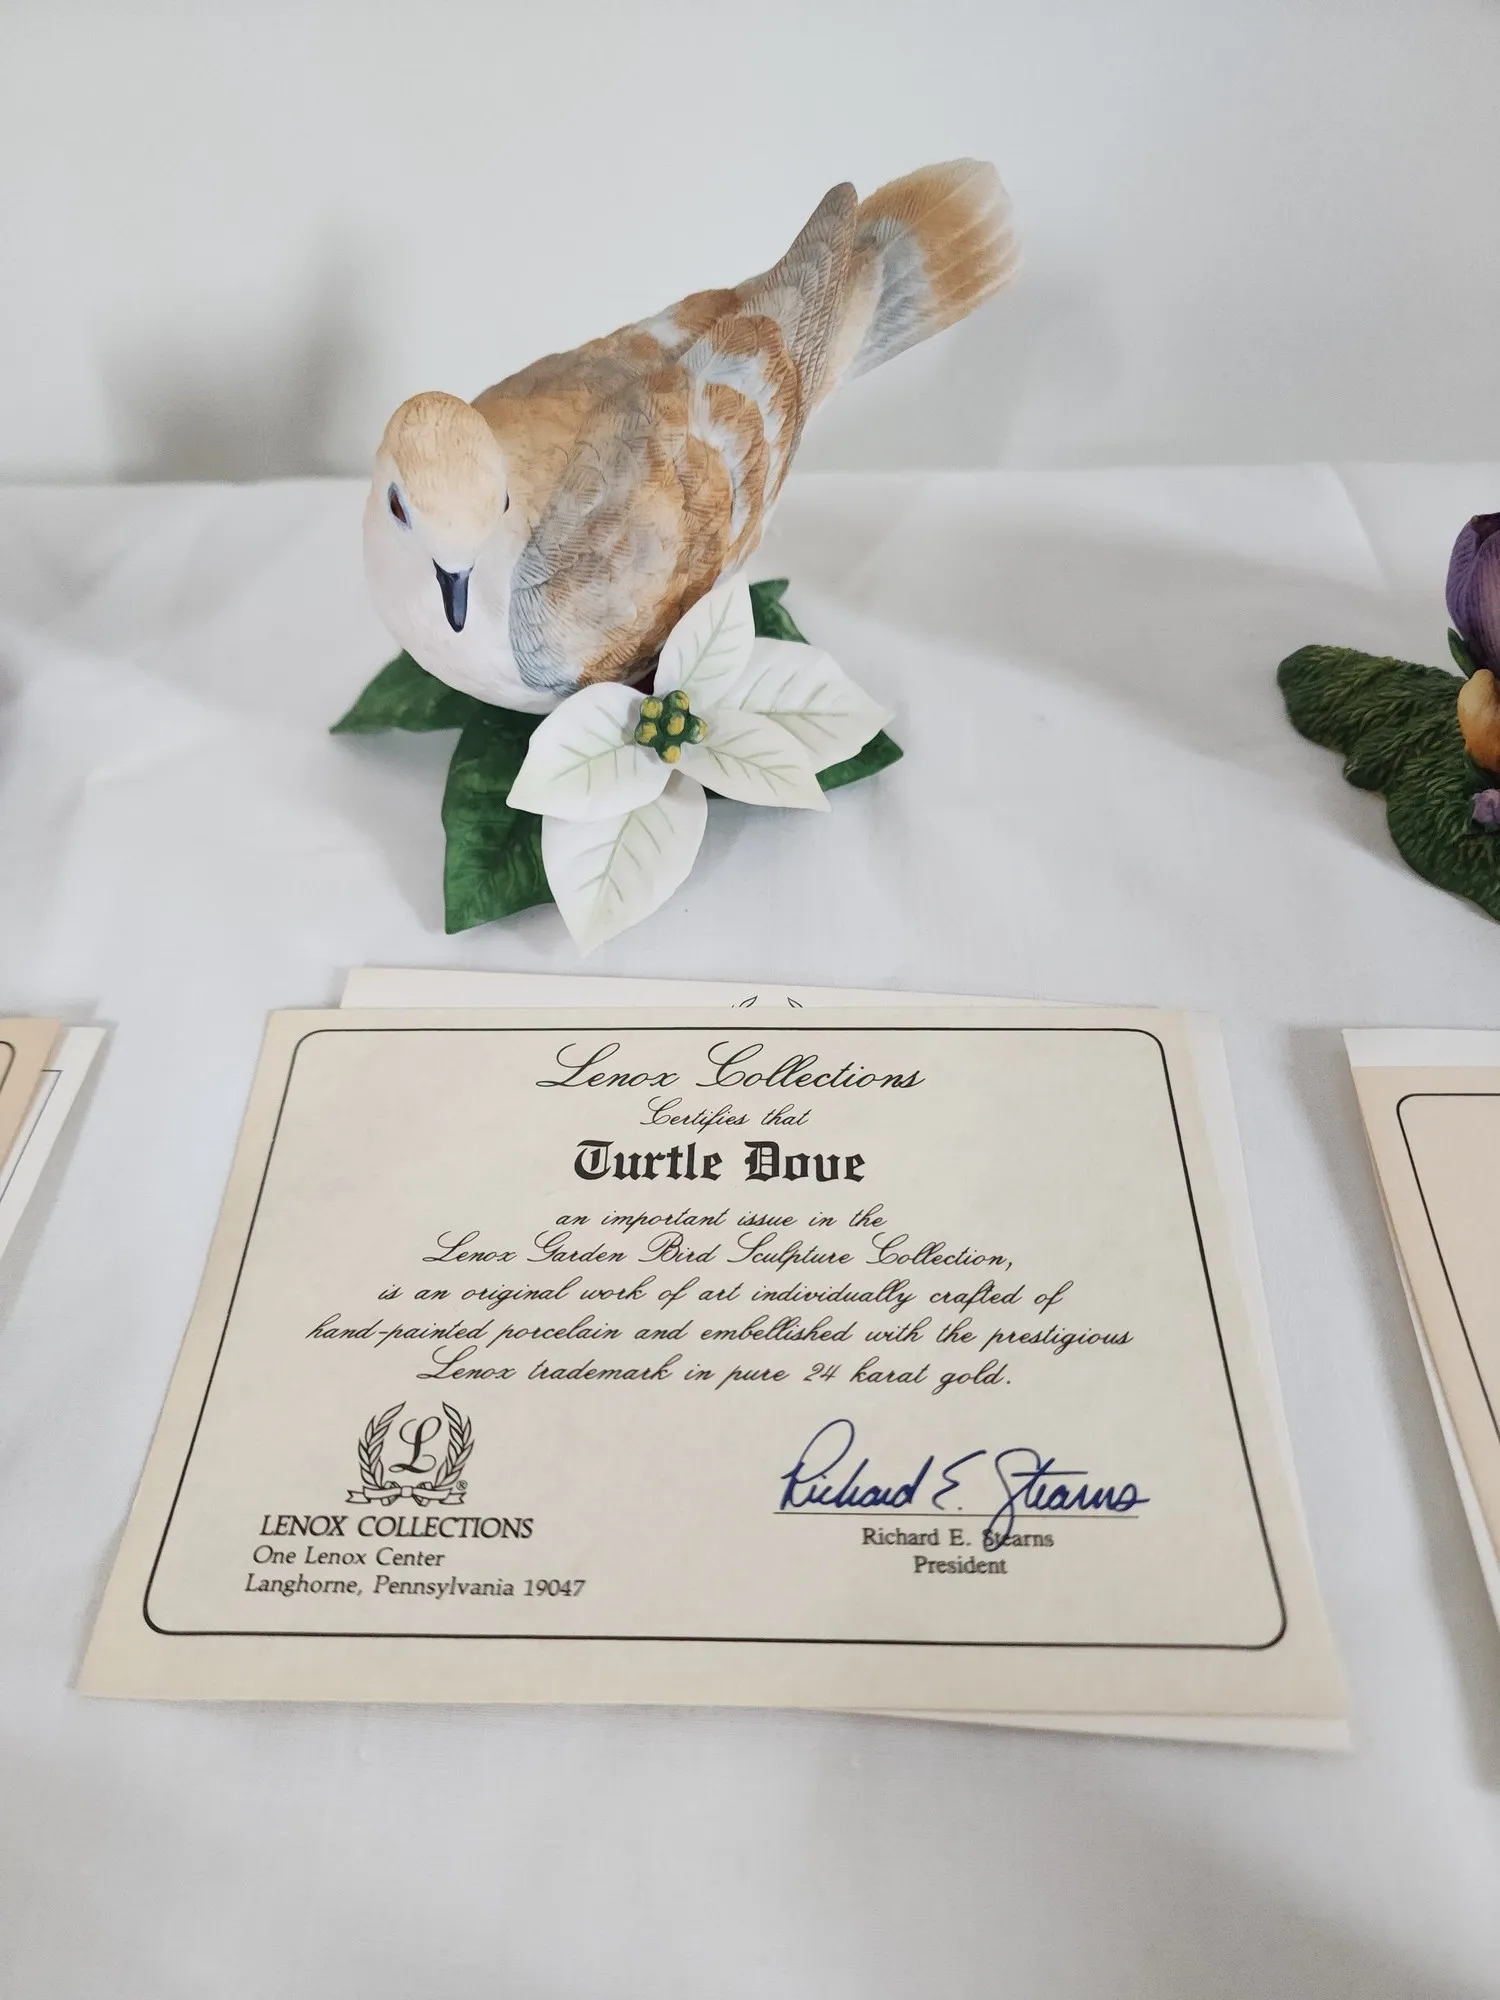 Lenox Collections
Certifies that
Turtle Dove
an important issue in the
Lenox Garden Bird Sculpture Collection,
is an original work of art individually crafted of
hand-painted porcelain and embellished with the prestigious
Lenox trademark in pure 24 karat gold.
L
®
LENOX COLLECTIONS
One Lenox Center
Langhorne, Pennsylvania 19047
Richard E. Stearns
Richard E. Stearns
President